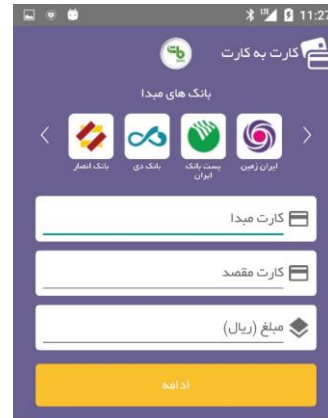 11:27
کارت به کارت
بانک های مبدا
ایران زمین
پست بانک ایران
بانک دی
بانک انصار
کارت مبدا
کارت مقصد
مبلغ (ریال)
ادامه